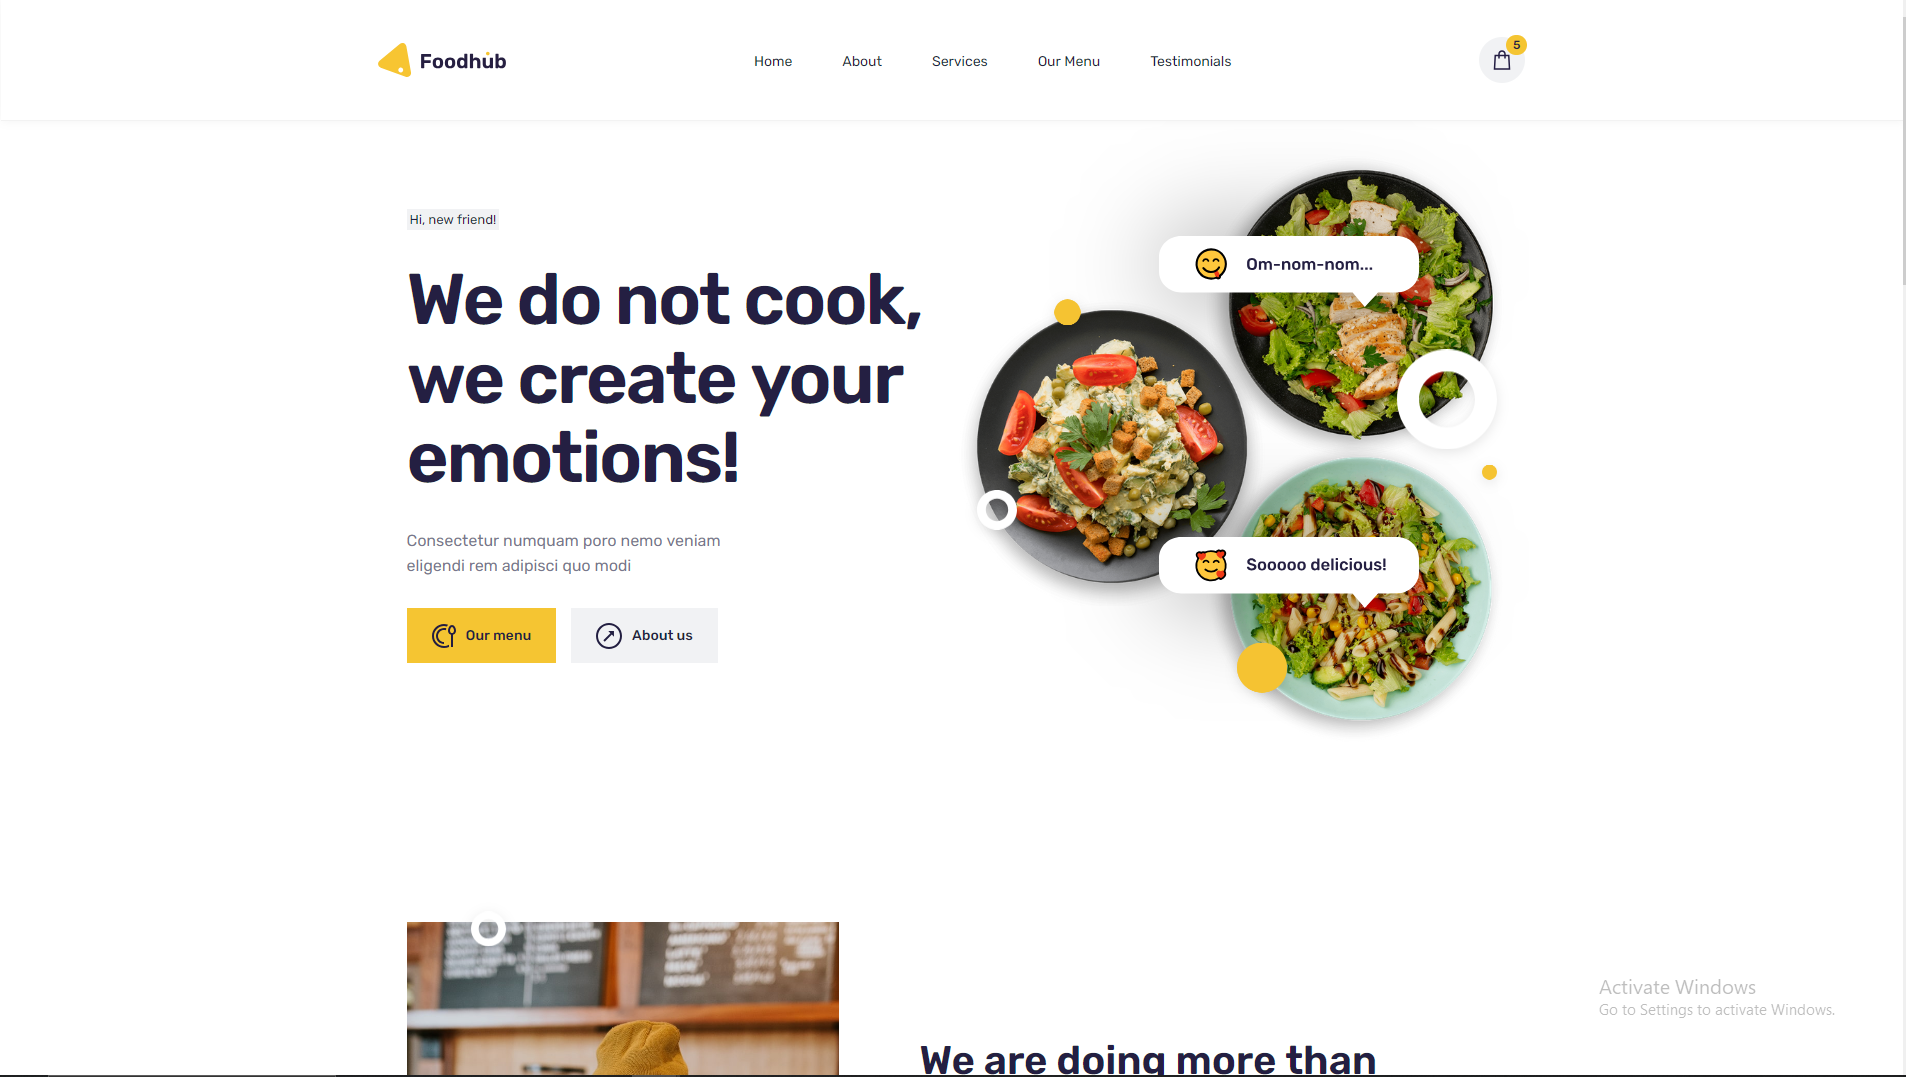 Foodhub
Home
About
Services
Our Menu
Testimonials
5
Hi, new friend!
We do not cook,
we create your
emotions!
Om-nom-nom...
Consectetur numquam poro nemo veniam
eligendi rem adipisci quo modi
Sooooo delicious!
Our menu
About us
Activate Windows
Go to Settings to activate Windows.
We are doing more than